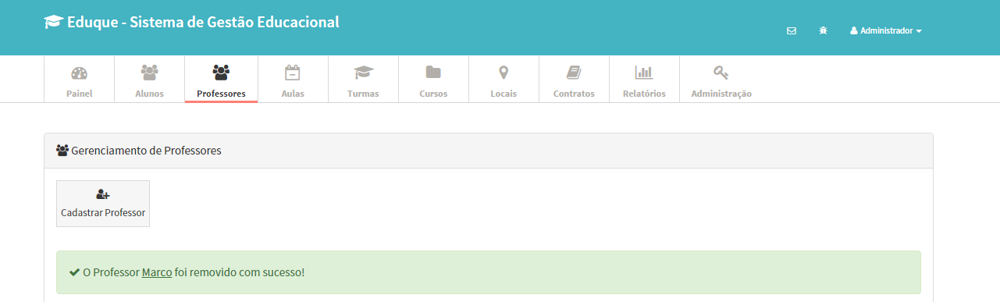 Eduque - Sistema de Gestão Educacional
Administrador
Painel
Alunos
Professores
Aulas
Turmas
Cursos
Locais
Contratos
Relatórios
Administração
Gerenciamento de Professores
Cadastrar Professor
O Professor Marco foi removido com sucesso!